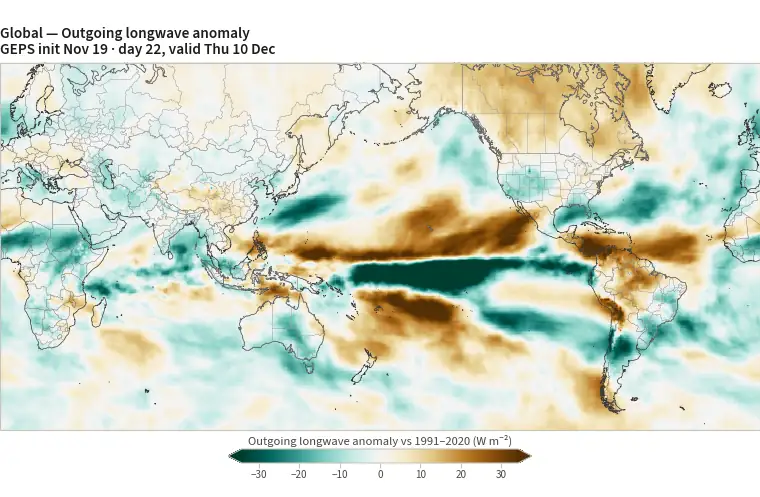 Global — Outgoing longwave anomaly
GEPS init Nov 19 · day 22, valid Thu 10 Dec
Outgoing longwave anomaly vs 1991–2020 (W m⁻²)
−30 −20 −10 0 10 20 30